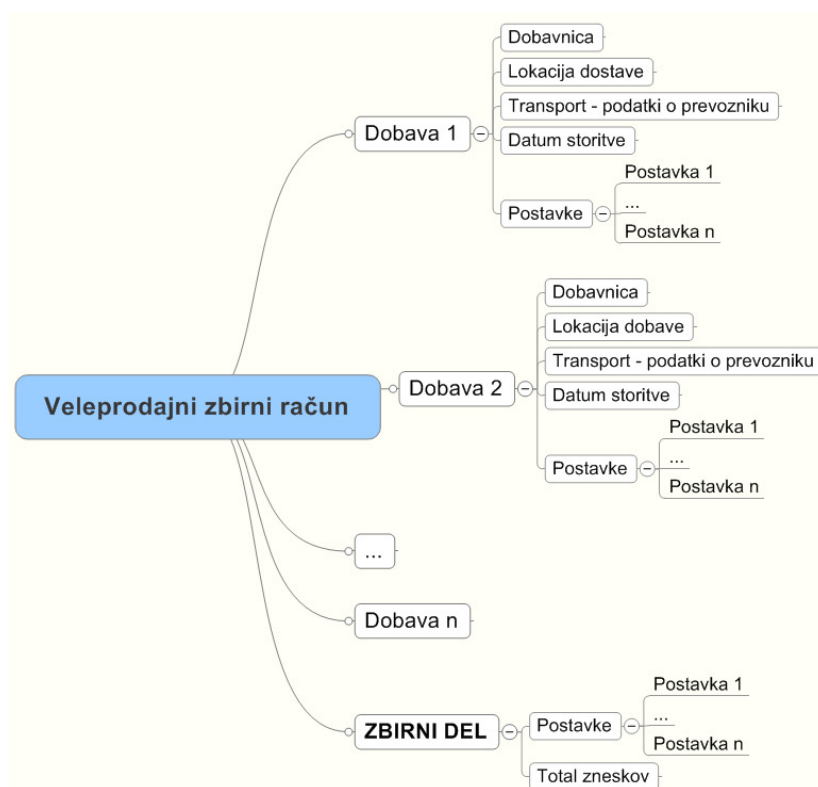 Dobavnica
Lokacija dostave
Transport - podatki o prevozniku
Dobava 1
Datum storitve
Postavka 1
Postavke
...
Postavka n
Dobavnica
Lokacija dobave
Transport - podatki o prevozniku
Veleprodajni zbirni račun
Dobava 2
Datum storitve
Postavka 1
Postavke
...
Postavka n
...
Dobava n
Postavka 1
ZBIRNI DEL
Postavke
...
Postavka n
Total zneskov